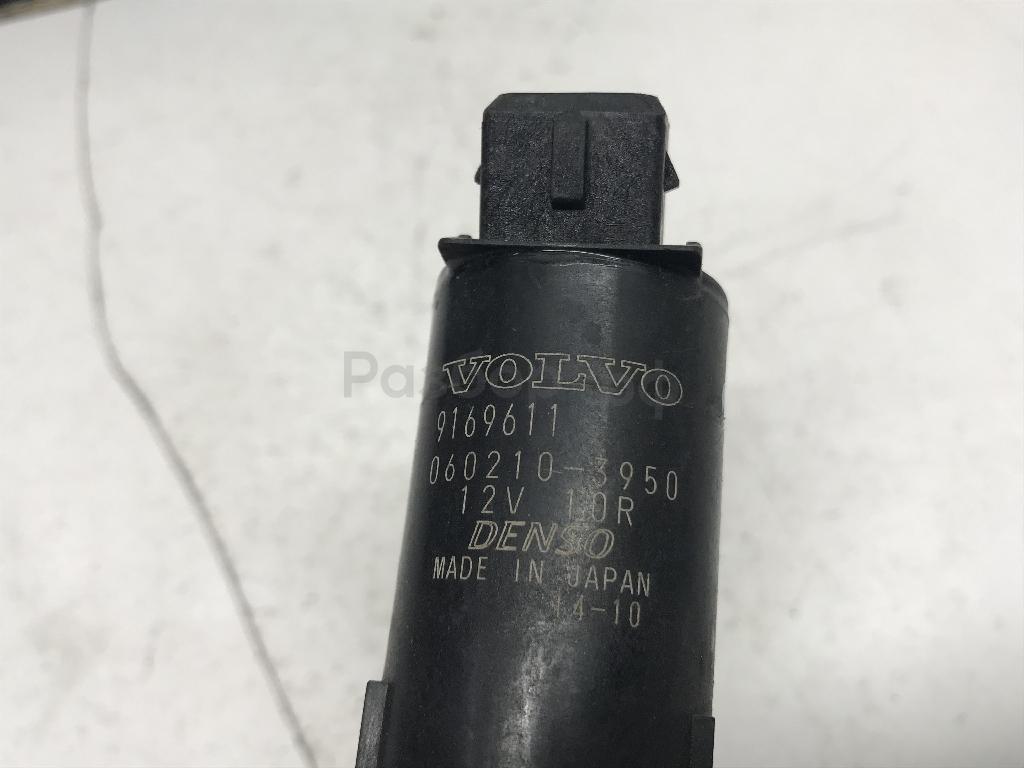 VOLVO
9169611
060210-3950
12V 10R
DENSO
MADE IN JAPAN
14-10